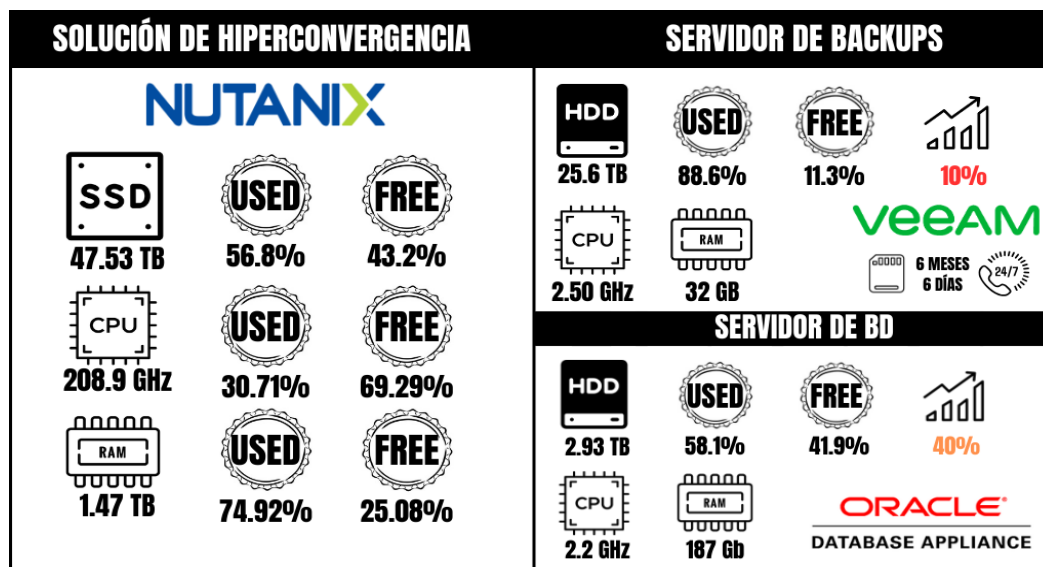 SOLUCIÓN DE HIPERCONVERGENCIA
NUTANIX
SSD USED FREE
47.53 TB 56.8% 43.2%
CPU USED FREE
208.9 GHz 30.71% 69.29%
RAM USED FREE
1.47 TB 74.92% 25.08%
SERVIDOR DE BACKUPS
HDD USED FREE
25.6 TB 88.6% 11.3% 10%
CPU RAM
2.50 GHz 32 GB
veeAM
6 MESES
6 DÍAS
24/7
SERVIDOR DE BD
HDD USED FREE
2.93 TB 58.1% 41.9% 40%
CPU RAM
2.2 GHz 187 Gb
ORACLE®
DATABASE APPLIANCE